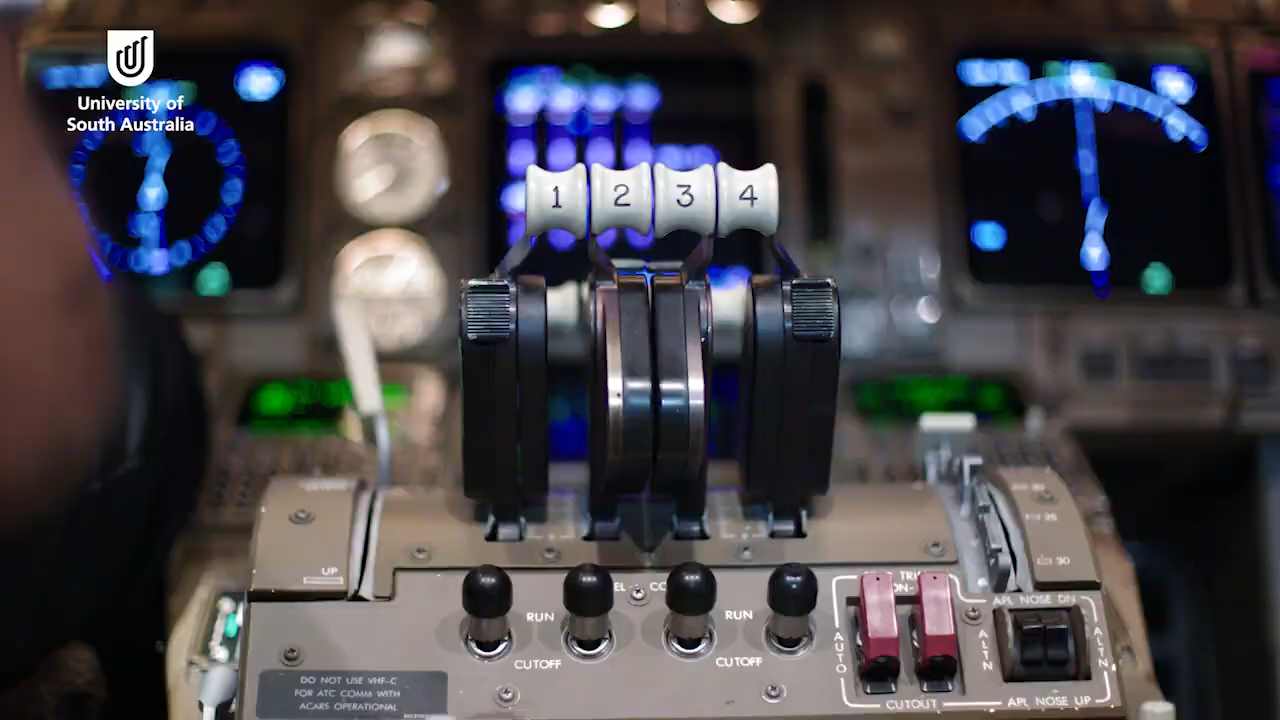 University of
South Australia
1 2 3 4
UP
RUN
RUN
CUTOFF
CUTOFF
25
30
AUTO
CUTOUT
ALTN
APL NOSE DN
ALTN
APL NOSE UP
DO NOT USE VHF-C
FOR ATC COMM WITH
ACARS OPERATIONAL